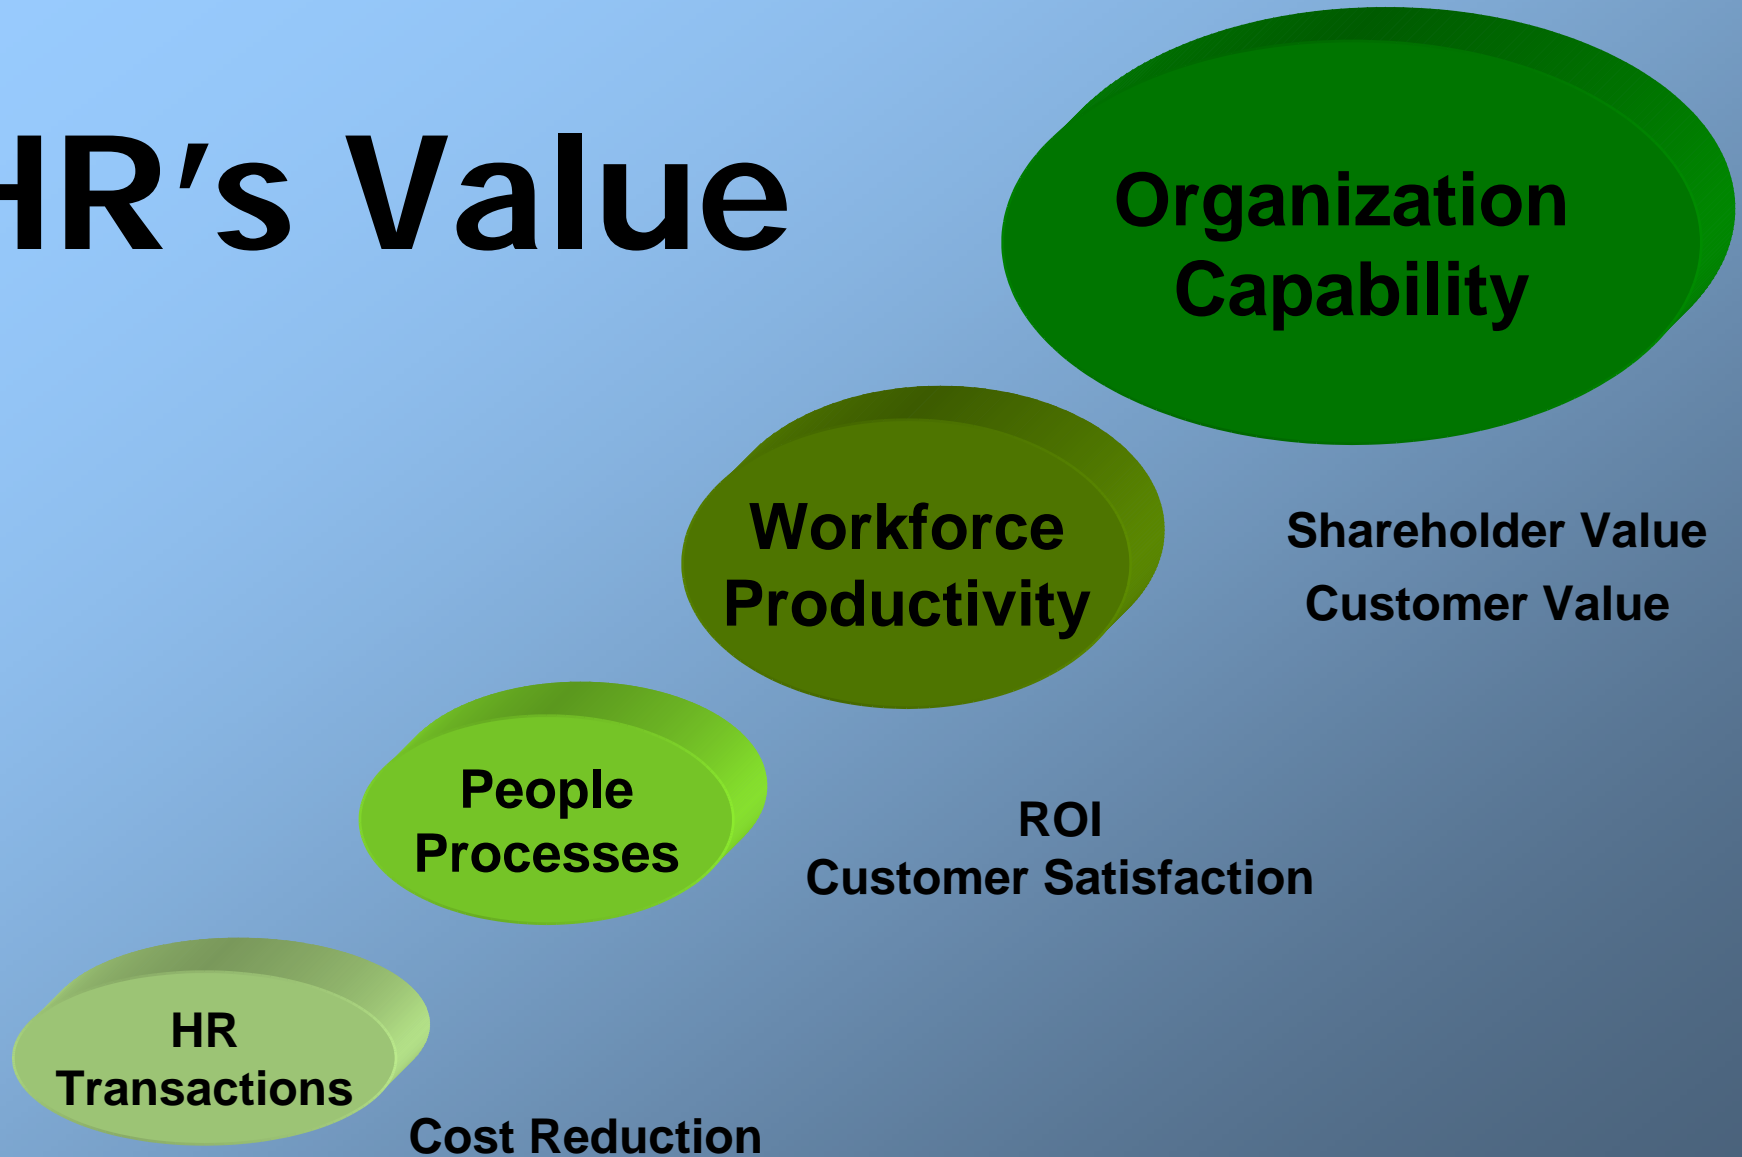 HR's Value
Organization
Capability
Workforce
Productivity
Shareholder Value
Customer Value
People
Processes
ROI
Customer Satisfaction
HR
Transactions
Cost Reduction